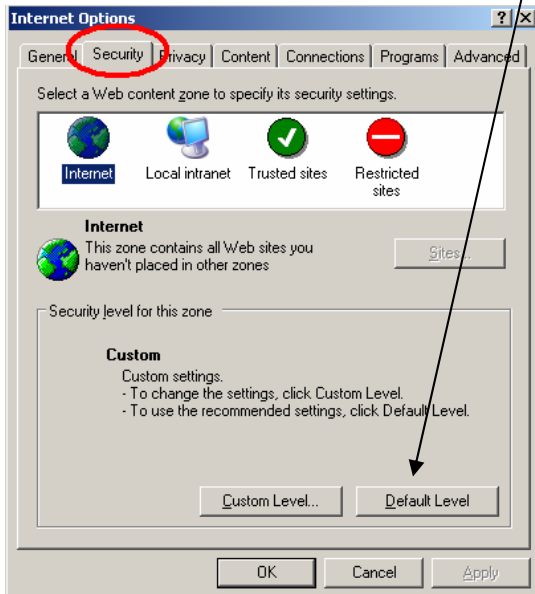 Internet Options
General Security Privacy Content Connections Programs Advanced
Select a Web content zone to specify its security settings.
Internet Local intranet Trusted sites Restricted sites
Internet
This zone contains all Web sites you
haven't placed in other zones
Sites...
Security level for this zone
Custom
Custom settings.
- To change the settings, click Custom Level.
- To use the recommended settings, click Default Level.
Custom Level... Default Level
OK Cancel Apply